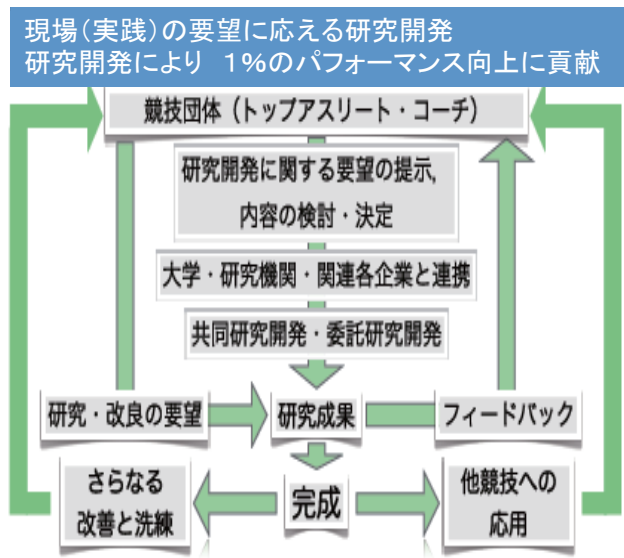 現場(実践)の要望に応える研究開発
研究開発により 1%のパフォーマンス向上に貢献
競技団体(トップアスリート・コーチ)
研究開発に関する要望の提示,
内容の検討・決定
大学・研究機関・関連各企業と連携
共同研究開発・委託研究開発
研究・改良の要望
研究成果
フィードバック
さらなる
改善と洗練
完成
他競技への
応用